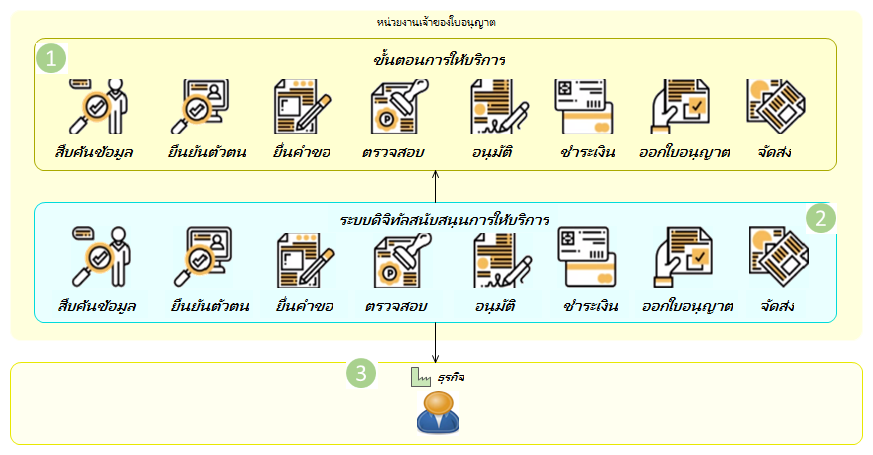 หน่วยงานเจ้าของใบอนุญาต
1
ขั้นตอนการให้บริการ
สืบค้นข้อมูล ยืนยันตัวตน ยื่นคำขอ ตรวจสอบ อนุมัติ ชำระเงิน ออกใบอนุญาต จัดส่ง
ระบบดิจิทัลสนับสนุนการให้บริการ
2
สืบค้นข้อมูล ยืนยันตัวตน ยื่นคำขอ ตรวจสอบ อนุมัติ ชำระเงิน ออกใบอนุญาต จัดส่ง
3
ธุรกิจ